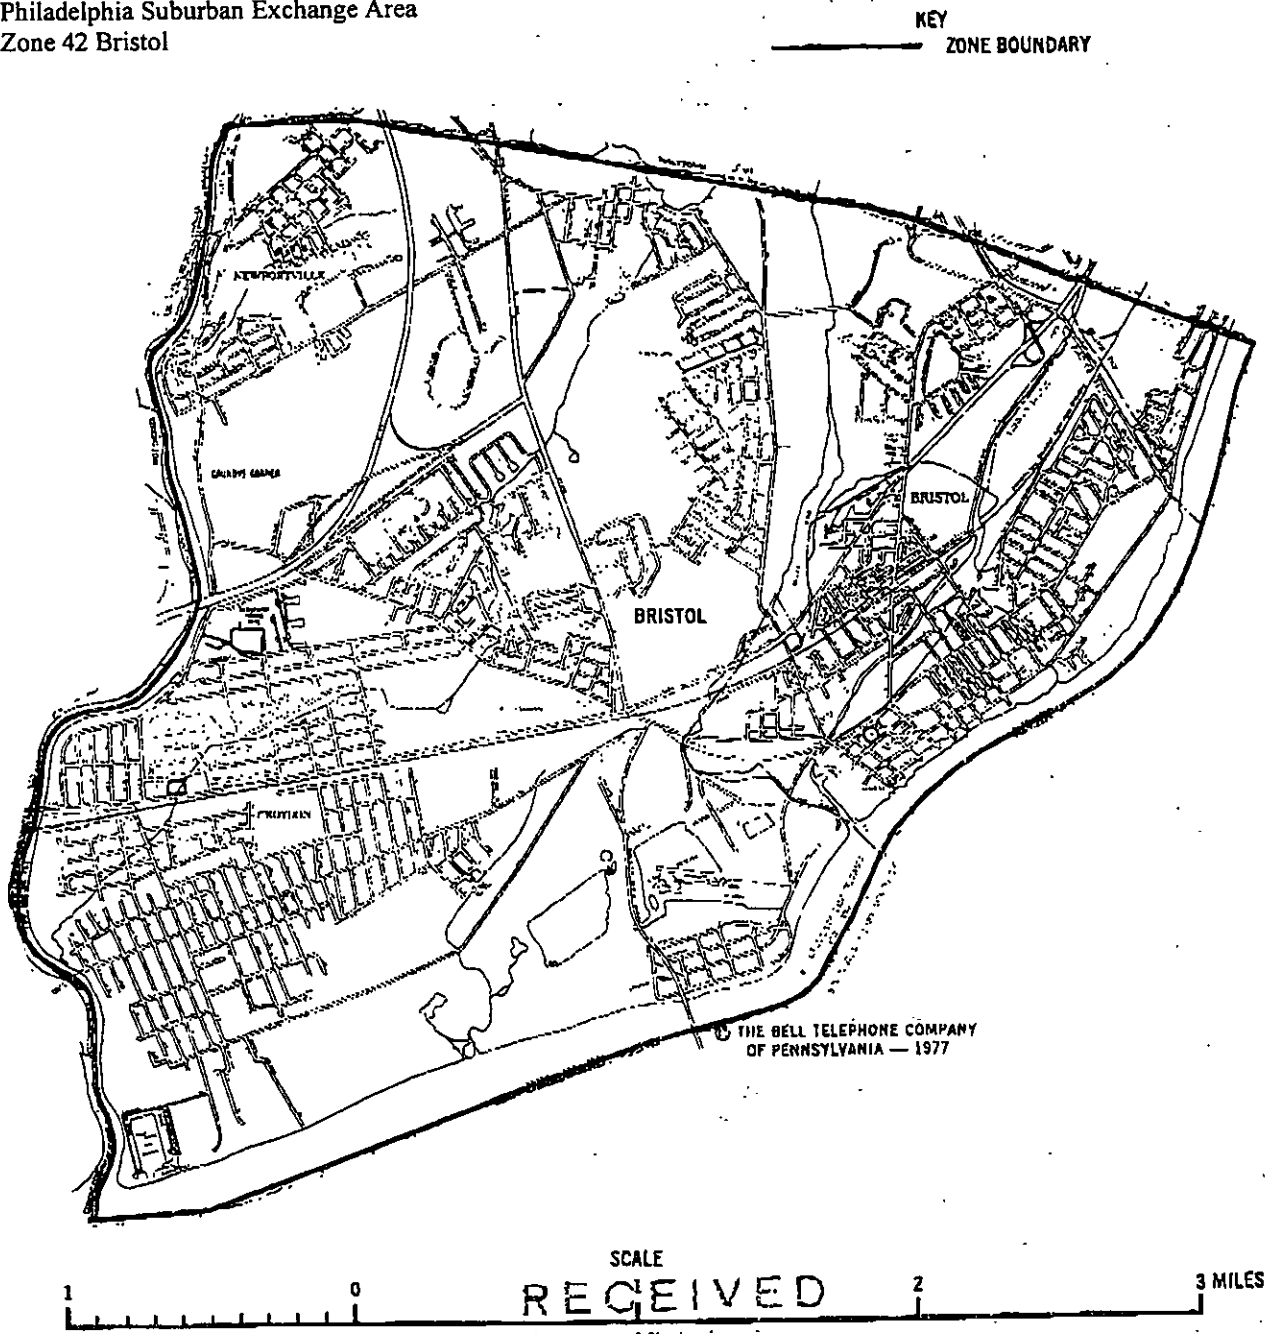 Philadelphia Suburban Exchange Area
Zone 42 Bristol
KEY
ZONE BOUNDARY
NEWPORTVILLE
BRISTOL
BRISTOL
CROYDON
© THE BELL TELEPHONE COMPANY
OF PENNSYLVANIA — 1977
SCALE
1 0 2 3 MILES
RECEIVED